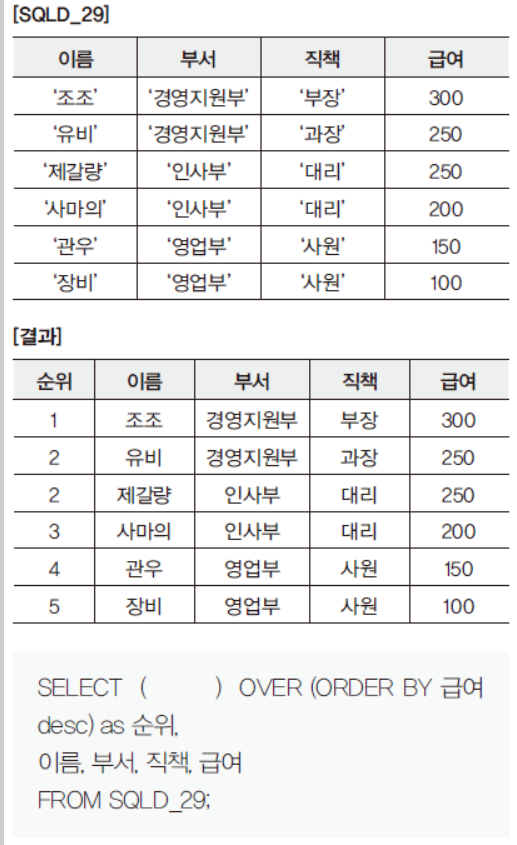 [SQLD_29]
이름 부서 직책 급여
‘조조’ ‘경영지원부’ ‘부장’ 300
‘유비’ ‘경영지원부’ ‘과장’ 250
‘제갈량’ ‘인사부’ ‘대리’ 250
‘사마의’ ‘인사부’ ‘대리’ 200
‘관우’ ‘영업부’ ‘사원’ 150
‘장비’ ‘영업부’ ‘사원’ 100
[결과]
순위 이름 부서 직책 급여
1 조조 경영지원부 부장 300
2 유비 경영지원부 과장 250
2 제갈량 인사부 대리 250
3 사마의 인사부 대리 200
4 관우 영업부 사원 150
5 장비 영업부 사원 100
SELECT (      ) OVER (ORDER BY 급여
desc) as 순위,
이름, 부서, 직책, 급여
FROM SQLD_29;